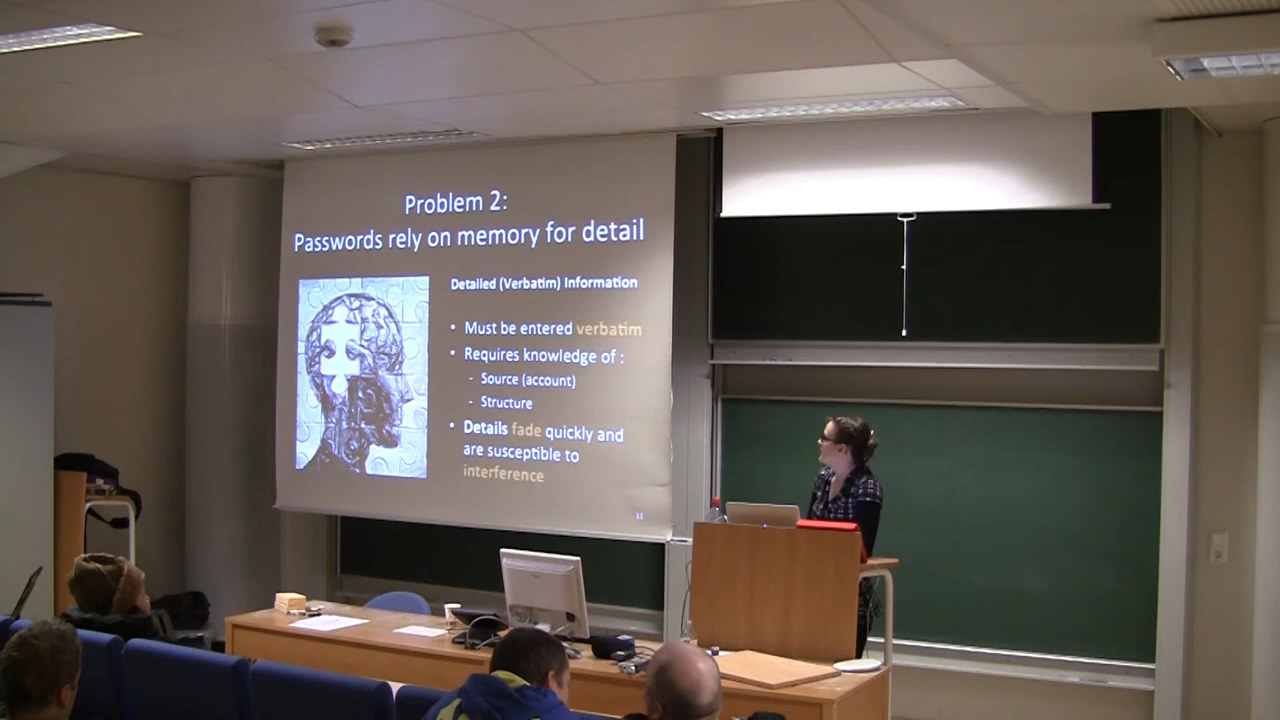 Problem 2:
Passwords rely on memory for detail
Detailed (Verbatim) Information
• Must be entered verbatim
• Requires knowledge of :
- Source (account)
- Structure
• Details fade quickly and
are susceptible to
interference
11